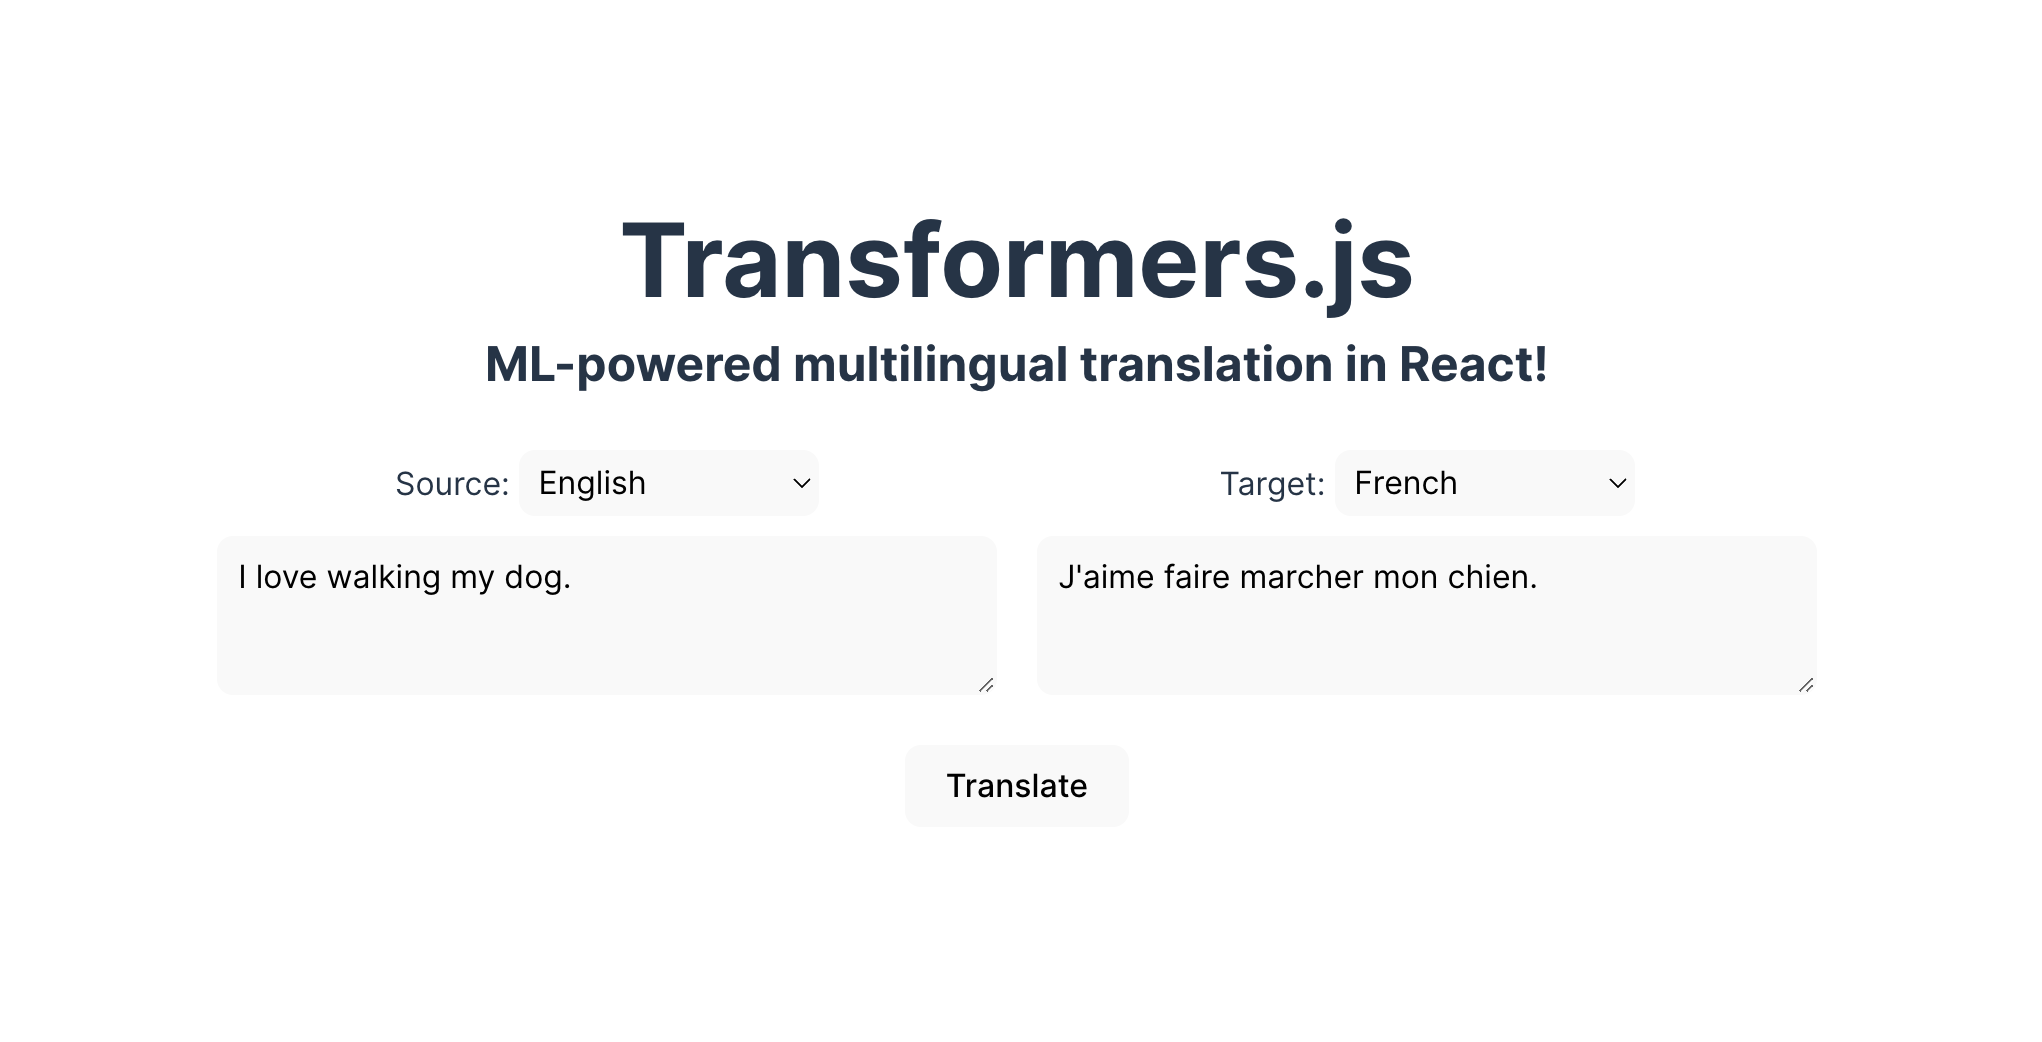 Transformers.js
ML-powered multilingual translation in React!
Source: English
Target: French
I love walking my dog.
J'aime faire marcher mon chien.
Translate